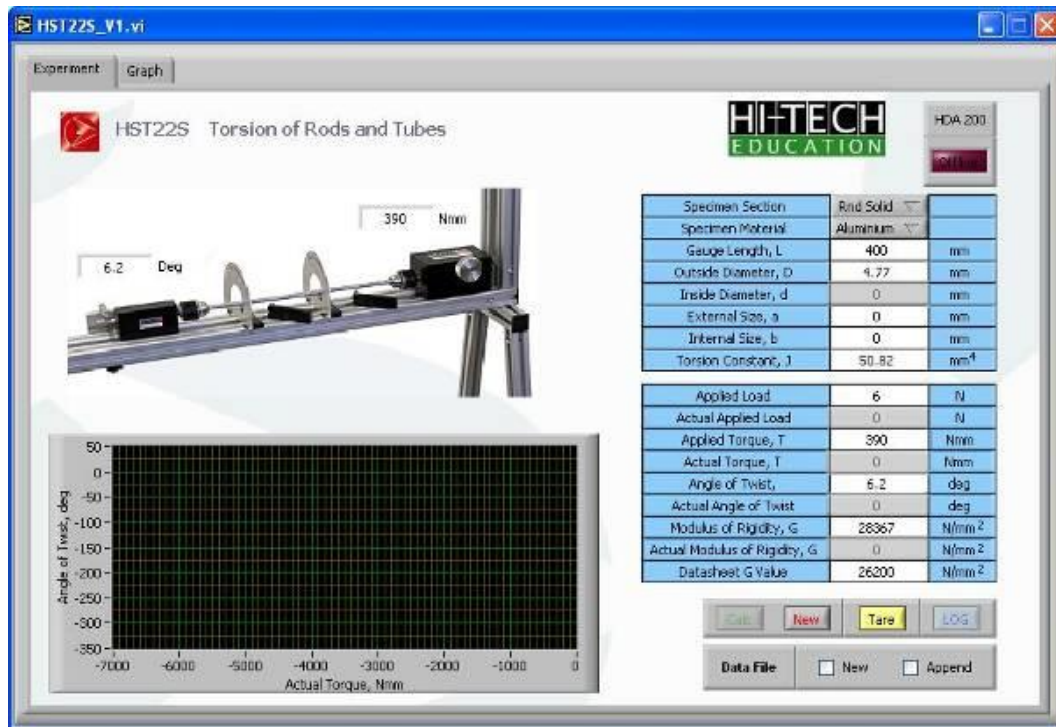 HST22S_V1.vi
Experiment Graph
HST22S Torsion of Rods and Tubes
HI-TECH
EDUCATION
HDA 200
390 Nmm
6.2 Deg
Specimen Section Rnd Solid
Specimen Material Aluminium
Gauge Length, L 400 mm
Outside Diameter, D 4.77 mm
Inside Diameter, d 0 mm
External Size, a 0 mm
Internal Size, b 0 mm
Torsion Constant, J 50.82 mm⁴
Applied Load 6 N
Actual Applied Load 0 N
Applied Torque, T 390 Nmm
Actual Torque, T 0 Nmm
Angle of Twist, 6.2 deg
Actual Angle of Twist 0 deg
Modulus of Rigidity, G 28367 N/mm²
Actual Modulus of Rigidity, G 0 N/mm²
Datasheet G Value 26200 N/mm²
New Tare LOG
Data File New Append
Angle of Twist, deg
50
0
-50
-100
-150
-200
-250
-300
-350
-7000 -6000 -5000 -4000 -3000 -2000 -1000 0
Actual Torque, Nmm